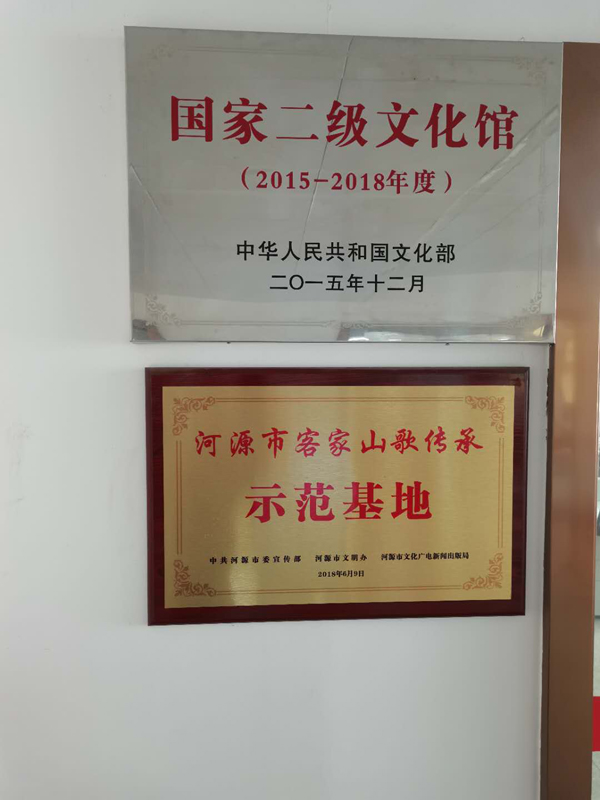 国家二级文化馆
（2015-2018年度）
中华人民共和国文化部
二〇一五年十二月
河源市客家山歌传承
示范基地
中共河源市委宣传部 河源市文明办 河源市文化广电新闻出版局
2018年6月9日